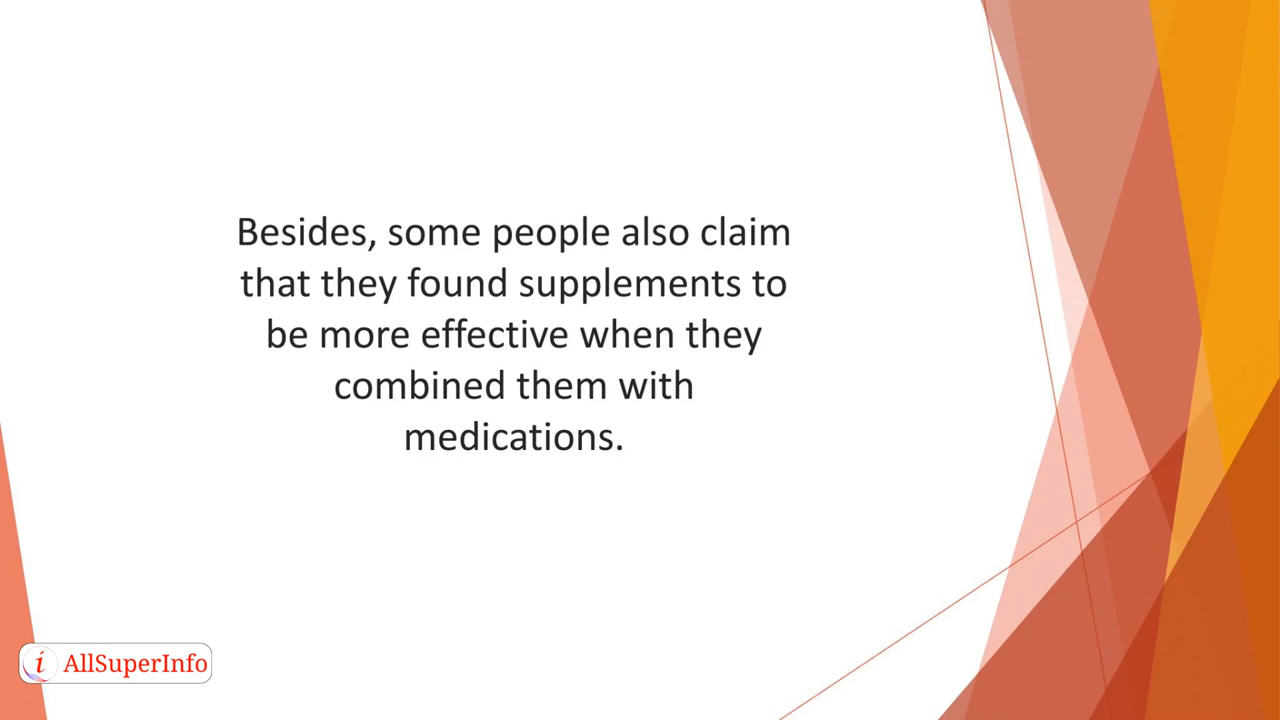 Besides, some people also claim
that they found supplements to
be more effective when they
combined them with
medications.
i AllSuperInfo